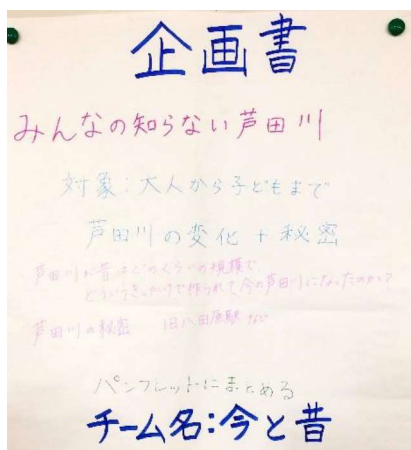 企画書
みんなの知らない芦田川
対象:大人から子どもまで
芦田川の変化+秘密
芦田川が昔はどのくらいの規模で、
どういうきっかけで作られて今の芦田川になったのか?
芦田川の秘密 旧八田原駅など
パンフレットにまとめる
チーム名:今と昔